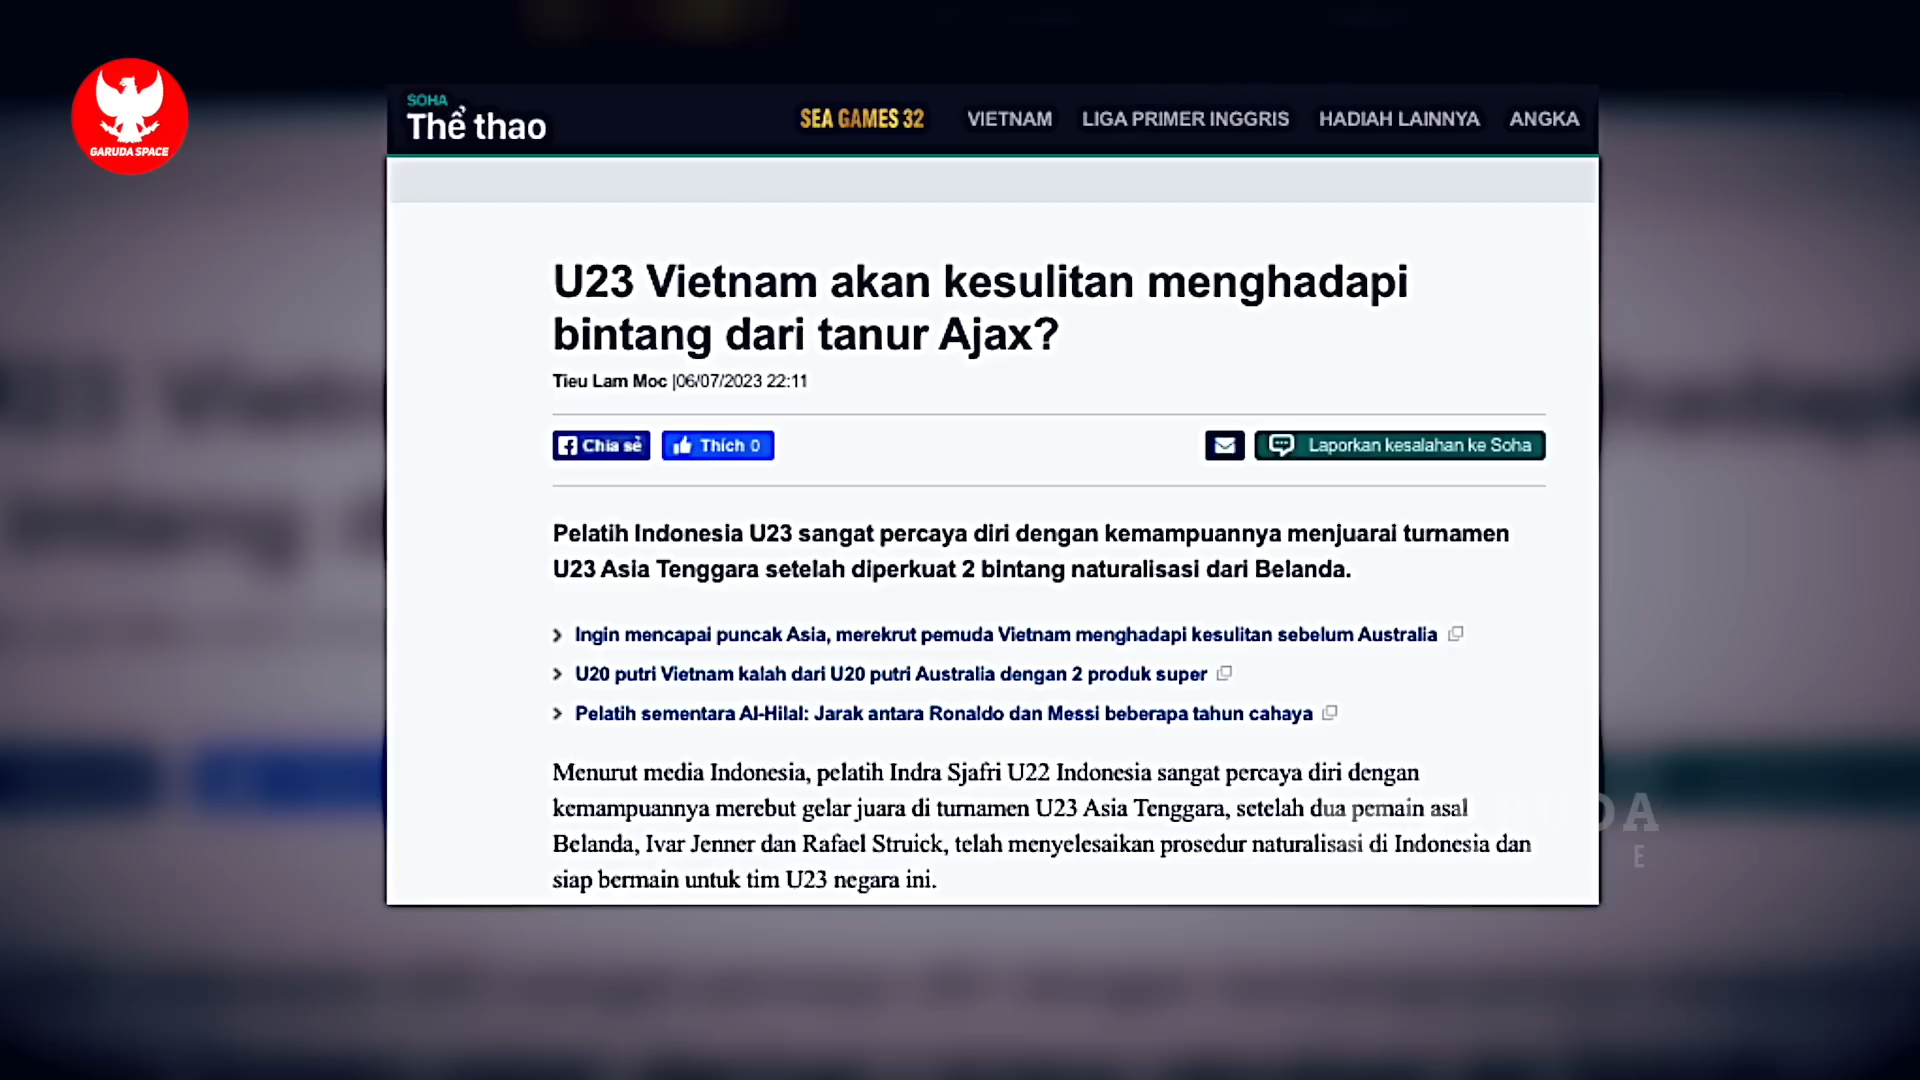 GARUDA SPACE
SOHA
Thể thao
SEA GAMES 32
VIETNAM
LIGA PRIMER INGGRIS
HADIAH LAINNYA
ANGKA
U23 Vietnam akan kesulitan menghadapi
bintang dari tanur Ajax?
Tieu Lam Moc |06/07/2023 22:11
Chia sẻ
Thích 0
Laporkan kesalahan ke Soha
Pelatih Indonesia U23 sangat percaya diri dengan kemampuannya menjuarai turnamen
U23 Asia Tenggara setelah diperkuat 2 bintang naturalisasi dari Belanda.
Ingin mencapai puncak Asia, merekrut pemuda Vietnam menghadapi kesulitan sebelum Australia
U20 putri Vietnam kalah dari U20 putri Australia dengan 2 produk super
Pelatih sementara Al-Hilal: Jarak antara Ronaldo dan Messi beberapa tahun cahaya
Menurut media Indonesia, pelatih Indra Sjafri U22 Indonesia sangat percaya diri dengan
kemampuannya merebut gelar juara di turnamen U23 Asia Tenggara, setelah dua pemain asal
Belanda, Ivar Jenner dan Rafael Struick, telah menyelesaikan prosedur naturalisasi di Indonesia dan
siap bermain untuk tim U23 negara ini.